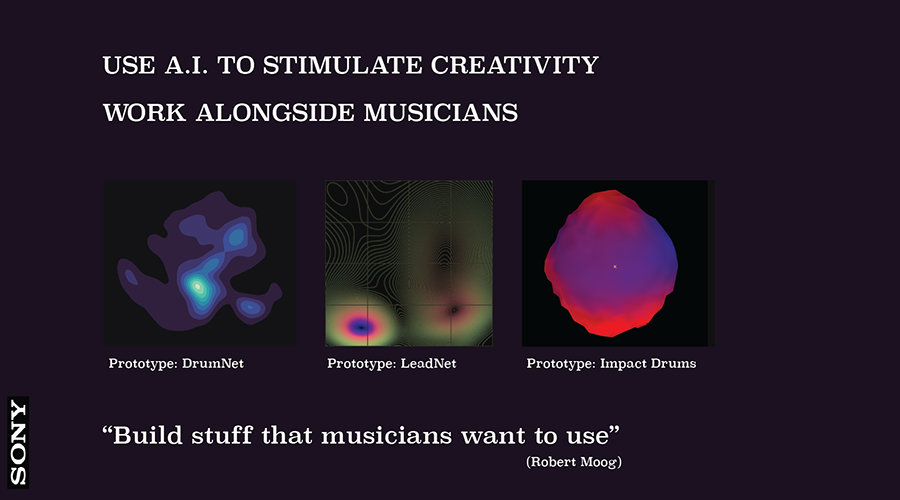 USE A.I. TO STIMULATE CREATIVITY
WORK ALONGSIDE MUSICIANS
Prototype: DrumNet
Prototype: LeadNet
Prototype: Impact Drums
“Build stuff that musicians want to use”
(Robert Moog)
SONY